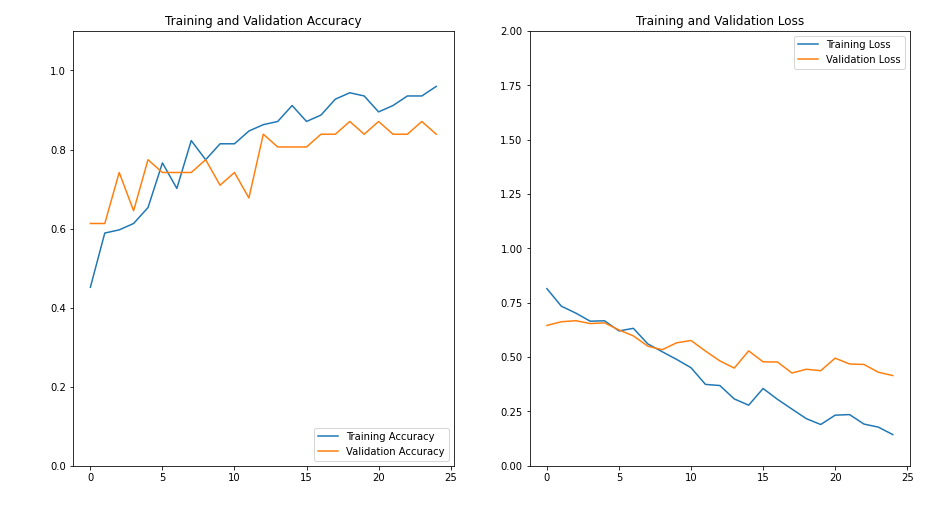 Training and Validation Accuracy
1.0
0.8
0.6
0.4
0.2
0.0
0 5 10 15 20 25
Training Accuracy
Validation Accuracy
Training and Validation Loss
2.00
1.75
1.50
1.25
1.00
0.75
0.50
0.25
0.00
0 5 10 15 20 25
Training Loss
Validation Loss